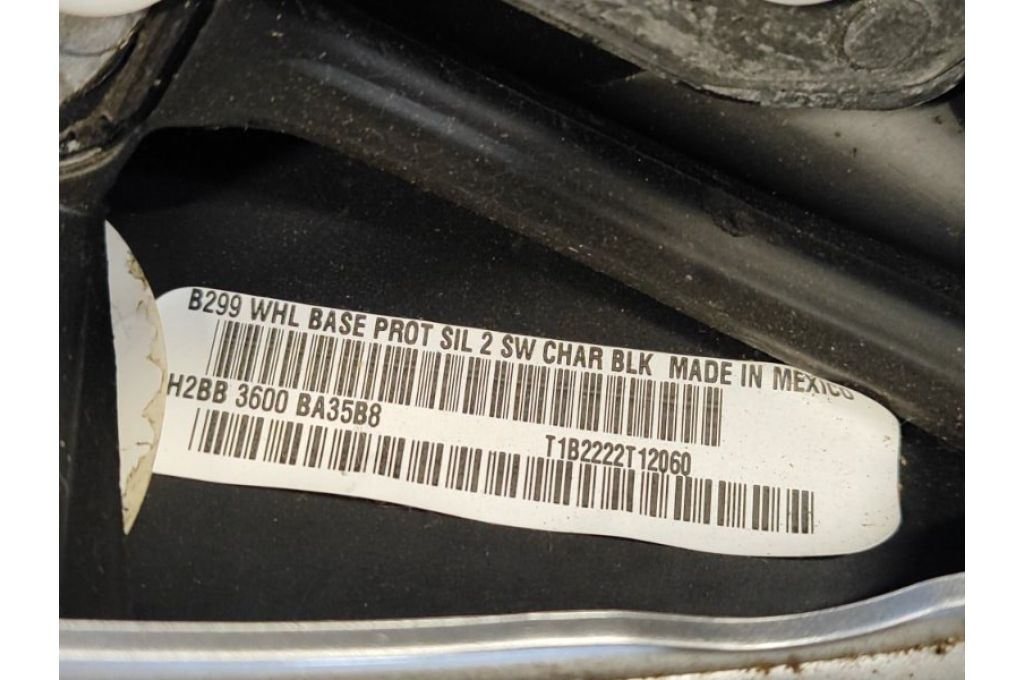 B299 WHL BASE PROT SIL 2 SW CHAR BLK MADE IN MEXICO
H2BB 3600 BA35B8
T1B2222T12060